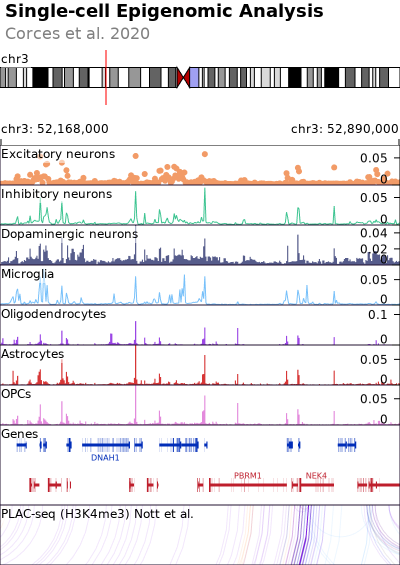 Single-cell Epigenomic Analysis
Corces et al. 2020
chr3
chr3: 52,168,000
chr3: 52,890,000
Excitatory neurons
0.05
0
Inhibitory neurons
0.05
0
Dopaminergic neurons
0.04
0.02
0
Microglia
0.05
0
Oligodendrocytes
0.1
0
Astrocytes
0.05
0
OPCs
0.05
0
Genes
DNAH1
PBRM1
NEK4
PLAC-seq (H3K4me3) Nott et al.